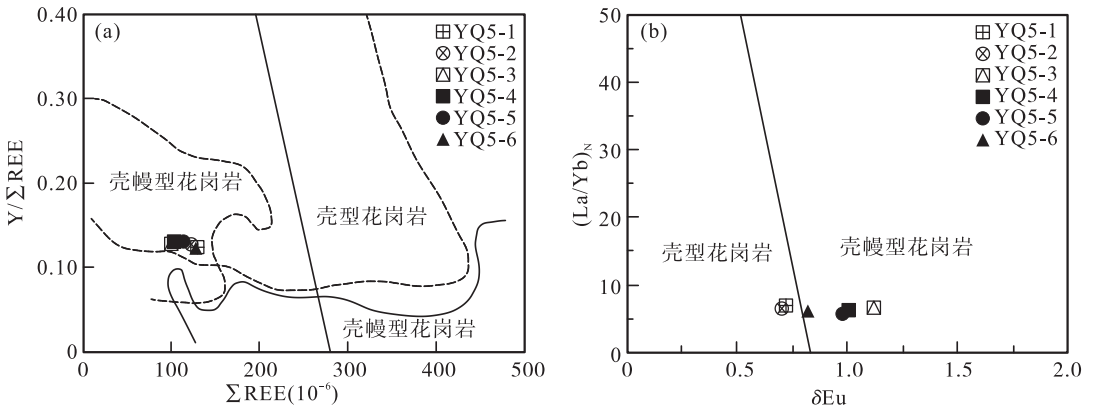 (a)
YQ5-1
YQ5-2
YQ5-3
YQ5-4
YQ5-5
YQ5-6
壳幔型花岗岩
壳型花岗岩
壳幔型花岗岩
0.40
0.30
0.20
0.10
0
Y/∑REE
0 100 200 300 400 500
∑REE(10⁻⁶)
(b)
YQ5-1
YQ5-2
YQ5-3
YQ5-4
YQ5-5
YQ5-6
壳型花岗岩
壳幔型花岗岩
50
40
30
20
10
0
(La/Yb)N
0 0.5 1.0 1.5 2.0
δEu